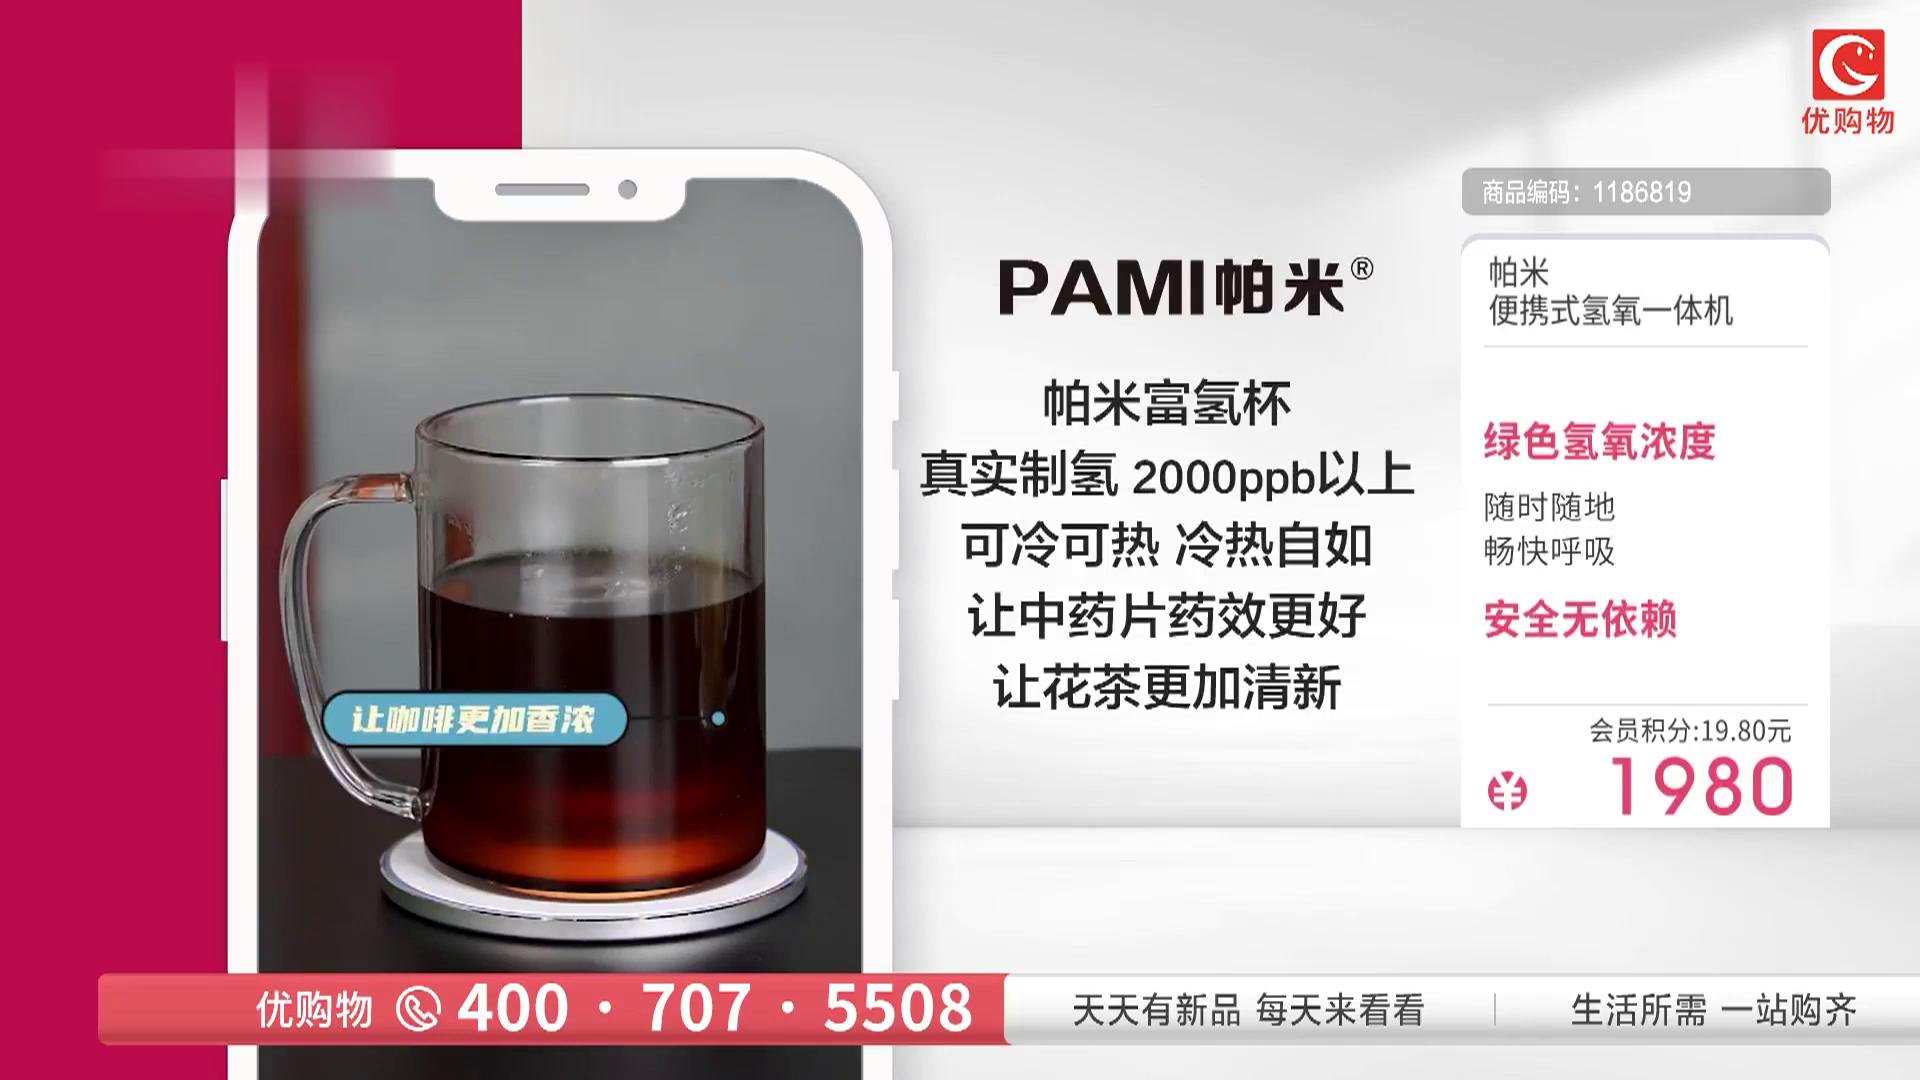 优购物
商品编码：1186819
PAMI帕米®
帕米富氢杯
真实制氢 2000ppb以上
可冷可热 冷热自如
让中药片药效更好
让花茶更加清新
让咖啡更加香浓
帕米
便携式氢氧一体机
绿色氢氧浓度
随时随地
畅快呼吸
安全无依赖
会员积分:19.80元
¥ 1980
优购物 400·707·5508
天天有新品 每天来看看
生活所需 一站购齐